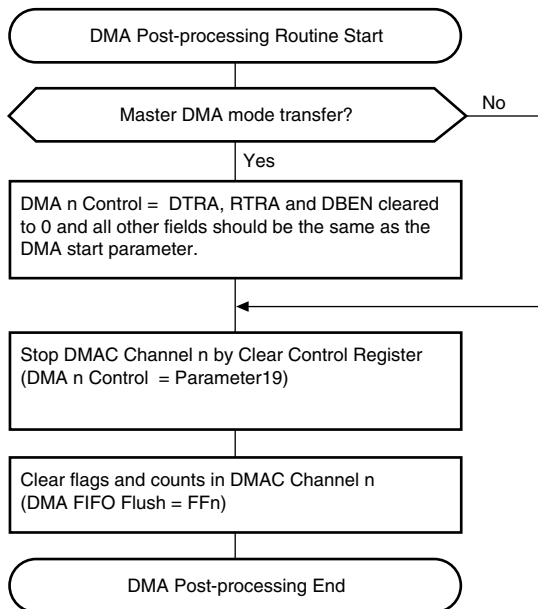 DMA Post-processing Routine Start
Master DMA mode transfer?
No
Yes
DMA n Control = DTRA, RTRA and DBEN cleared
to 0 and all other fields should be the same as the
DMA start parameter.
Stop DMAC Channel n by Clear Control Register
(DMA n Control = Parameter19)
Clear flags and counts in DMAC Channel n
(DMA FIFO Flush = FFn)
DMA Post-processing End